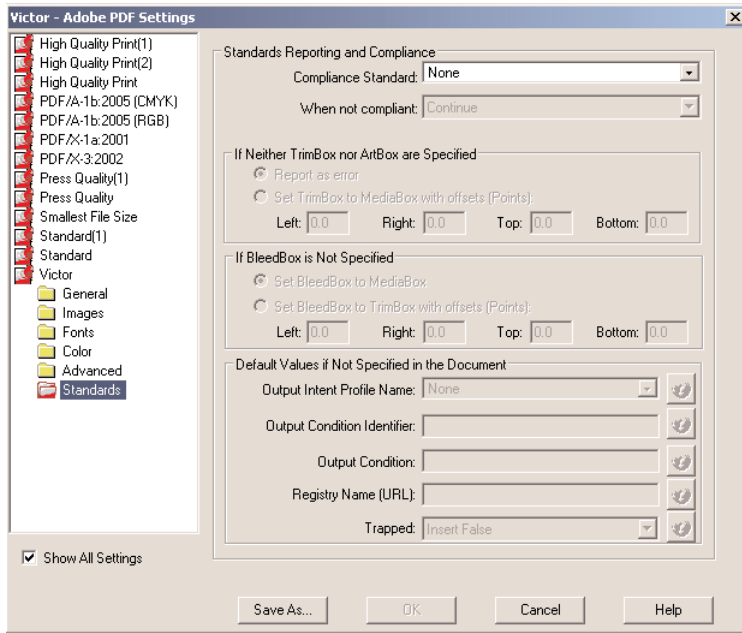 Victor - Adobe PDF Settings
High Quality Print(1)
High Quality Print(2)
High Quality Print
PDF/A-1b:2005 (CMYK)
PDF/A-1b:2005 (RGB)
PDF/X-1a:2001
PDF/X-3:2002
Press Quality(1)
Press Quality
Smallest File Size
Standard(1)
Standard
Victor
General
Images
Fonts
Color
Advanced
Standards
Show All Settings
Standards Reporting and Compliance
Compliance Standard: None
When not compliant: Continue
If Neither TrimBox nor ArtBox are Specified
Report as error
Set TrimBox to MediaBox with offsets (Points):
Left: 0.0 Right: 0.0 Top: 0.0 Bottom: 0.0
If BleedBox is Not Specified
Set BleedBox to MediaBox
Set BleedBox to TrimBox with offsets (Points):
Left: 0.0 Right: 0.0 Top: 0.0 Bottom: 0.0
Default Values if Not Specified in the Document
Output Intent Profile Name: None
Output Condition Identifier:
Output Condition:
Registry Name (URL):
Trapped: Insert False
Save As... OK Cancel Help